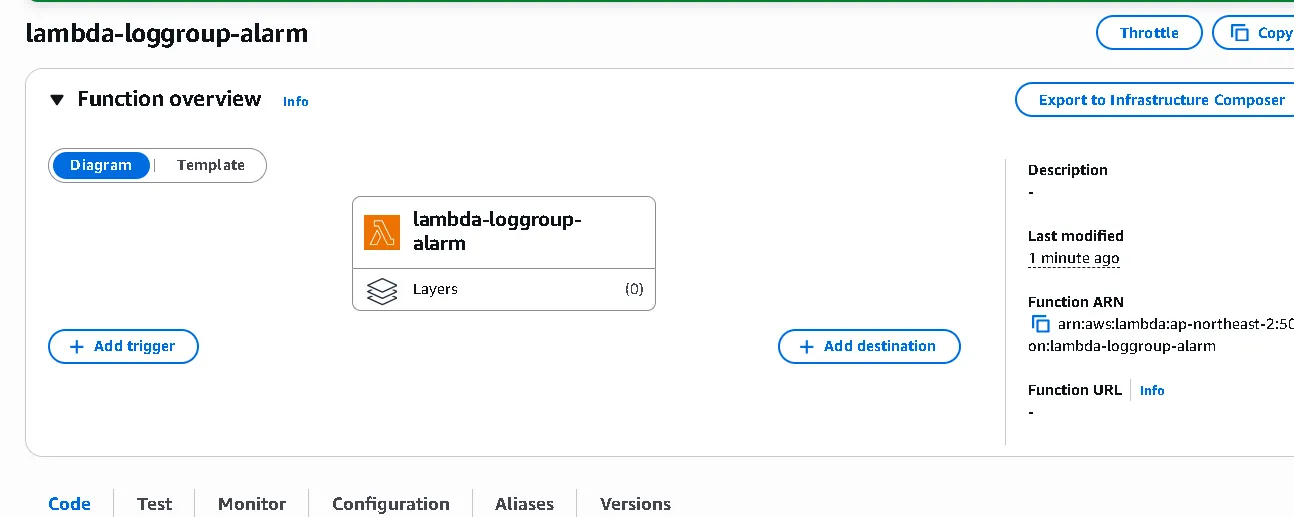 lambda-loggroup-alarm
Throttle
Copy
Function overview Info
Export to Infrastructure Composer
Diagram Template
lambda-loggroup-
alarm
Layers (0)
Add trigger
Add destination
Description
-
Last modified
1 minute ago
Function ARN
arn:aws:lambda:ap-northeast-2:50
on:lambda-loggroup-alarm
Function URL Info
-
Code Test Monitor Configuration Aliases Versions